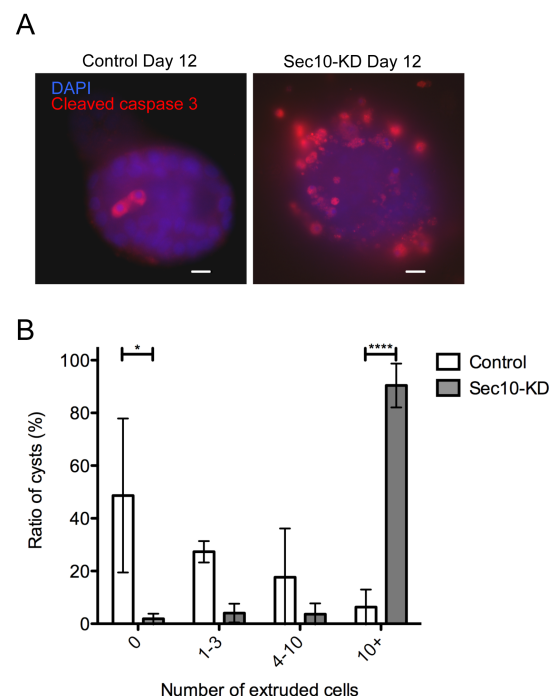 A
Control Day 12
Sec10-KD Day 12
DAPI
Cleaved caspase 3
B
* ****
Control
Sec10-KD
100
80
60
40
20
0
Ratio of cysts (%)
0 1-3 4-10 10+
Number of extruded cells